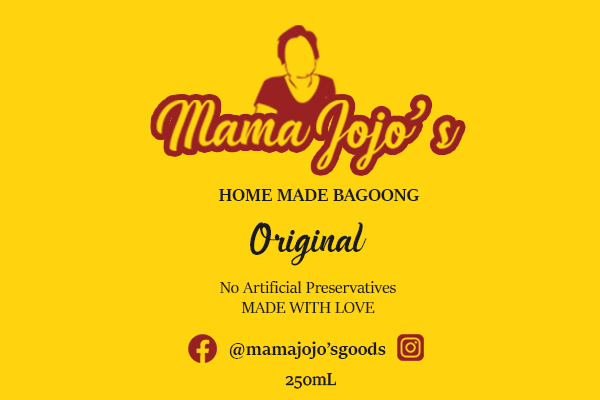 Mama Jojo's
HOME MADE BAGOONG
Original
No Artificial Preservatives
MADE WITH LOVE
@mamajojo'sgoods
250mL